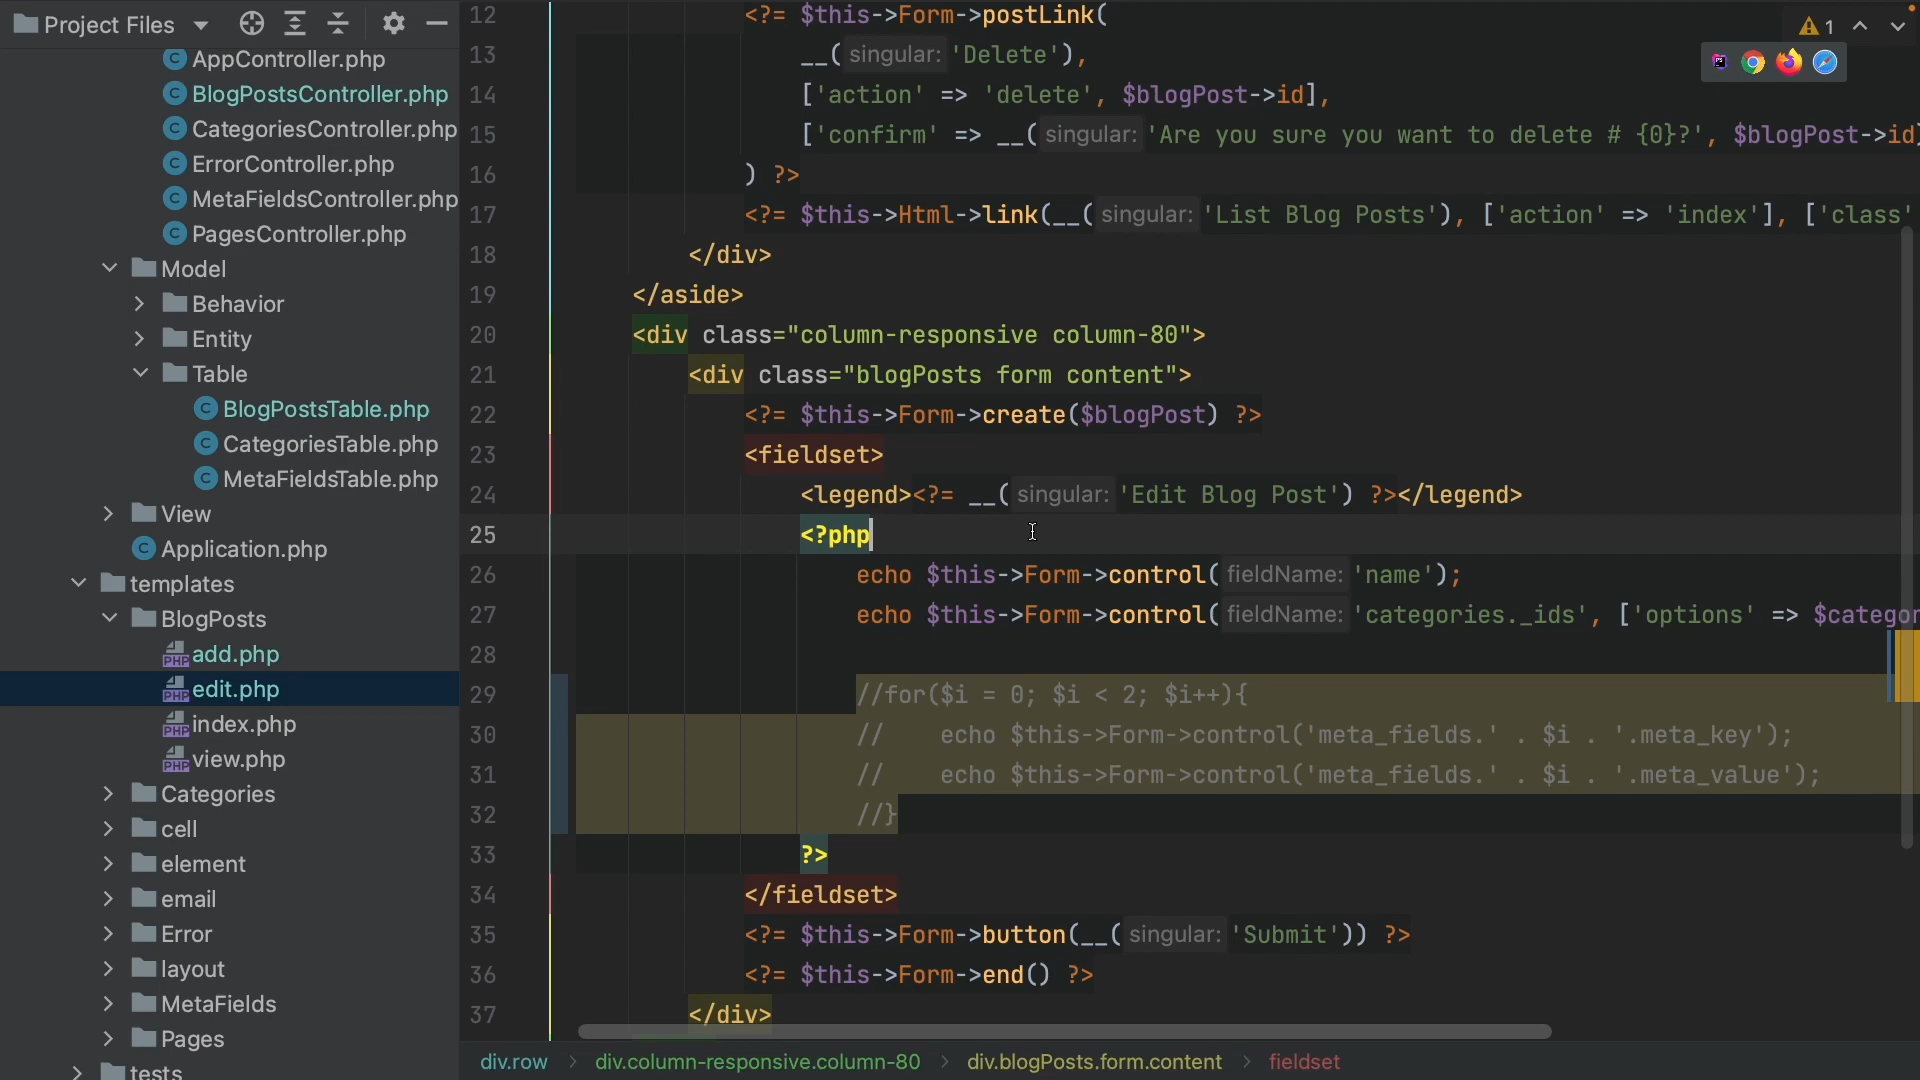 Project Files
AppController.php
BlogPostsController.php
CategoriesController.php
ErrorController.php
MetaFieldsController.php
PagesController.php
Model
Behavior
Entity
Table
BlogPostsTable.php
CategoriesTable.php
MetaFieldsTable.php
View
Application.php
templates
BlogPosts
add.php
edit.php
index.php
view.php
Categories
cell
element
email
Error
layout
MetaFields
Pages
tests
1
12 <?= $this->Form->postLink(
13 __( singular: 'Delete'),
14 ['action' => 'delete', $blogPost->id],
15 ['confirm' => __( singular: 'Are you sure you want to delete # {0}?', $blogPost->id)
16 ) ?>
17 <?= $this->Html->link(__( singular: 'List Blog Posts'), ['action' => 'index'], ['class'
18 </div>
19 </aside>
20 <div class="column-responsive column-80">
21 <div class="blogPosts form content">
22 <?= $this->Form->create($blogPost) ?>
23 <fieldset>
24 <legend><?= __( singular: 'Edit Blog Post') ?></legend>
25 <?php
26 echo $this->Form->control( fieldName: 'name');
27 echo $this->Form->control( fieldName: 'categories._ids', ['options' => $categor
28
29 //for($i = 0; $i < 2; $i++){
30 // echo $this->Form->control('meta_fields.' . $i . '.meta_key');
31 // echo $this->Form->control('meta_fields.' . $i . '.meta_value');
32 //}
33 ?>
34 </fieldset>
35 <?= $this->Form->button(__( singular: 'Submit')) ?>
36 <?= $this->Form->end() ?>
37 </div>
div.row > div.column-responsive.column-80 > div.blogPosts.form.content > fieldset